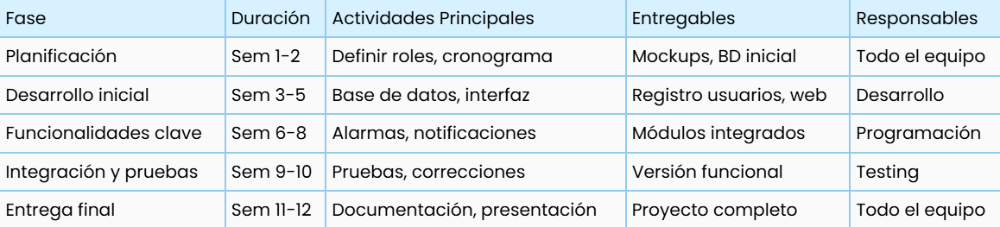 Fase Duración Actividades Principales Entregables Responsables
Planificación Sem 1-2 Definir roles, cronograma Mockups, BD inicial Todo el equipo
Desarrollo inicial Sem 3-5 Base de datos, interfaz Registro usuarios, web Desarrollo
Funcionalidades clave Sem 6-8 Alarmas, notificaciones Módulos integrados Programación
Integración y pruebas Sem 9-10 Pruebas, correcciones Versión funcional Testing
Entrega final Sem 11-12 Documentación, presentación Proyecto completo Todo el equipo